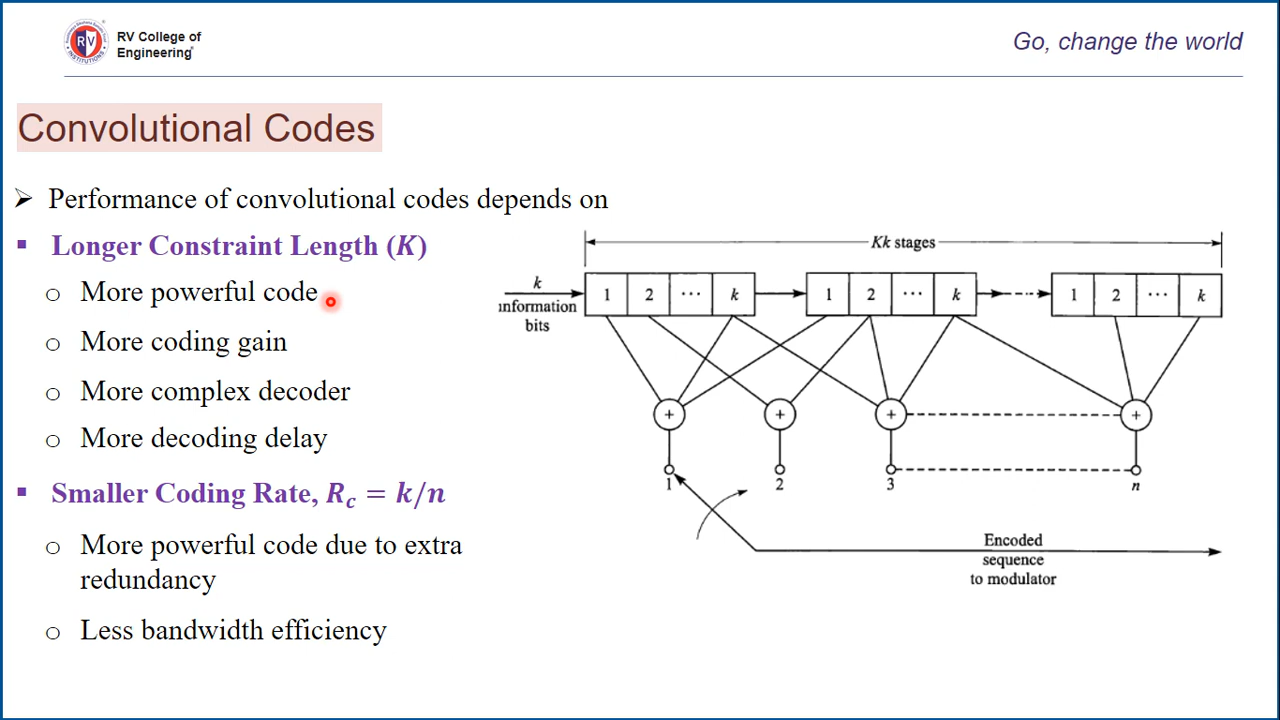 RV College of
Engineering
Go, change the world
Convolutional Codes
➢ Performance of convolutional codes depends on
▪ Longer Constraint Length (K)
o More powerful code
o More coding gain
o More complex decoder
o More decoding delay
▪ Smaller Coding Rate, R_c = k/n
o More powerful code due to extra
redundancy
o Less bandwidth efficiency
Kk stages
k
nformation
bits
1 2 ··· k 1 2 ··· k 1 2 ··· k
+ + + +
1 2 3 n
Encoded
sequence
to modulator